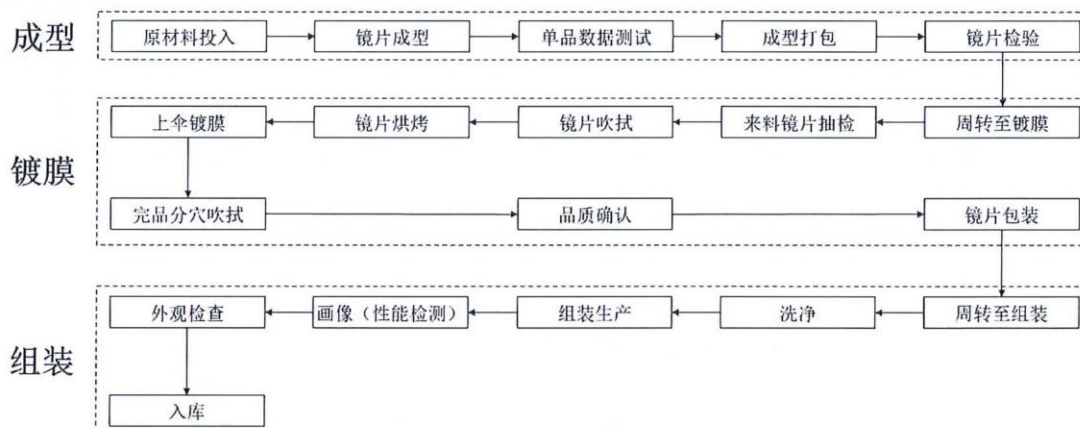 成型
原材料投入
镜片成型
单品数据测试
成型打包
镜片检验
镀膜
周转至镀膜
来料镜片抽检
镜片吹拭
镜片烘烤
上伞镀膜
完品分穴吹拭
品质确认
镜片包装
组装
周转至组装
洗净
组装生产
画像（性能检测）
外观检查
入库